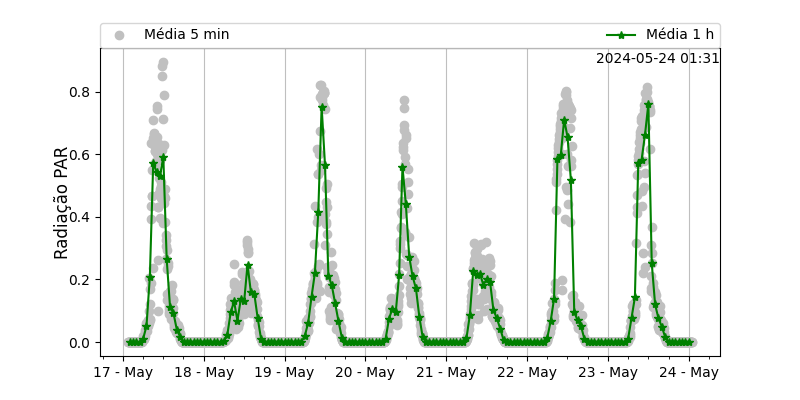 Média 5 min
Média 1 h
2024-05-24 01:31
Radiação PAR
0.8
0.6
0.4
0.2
0.0
17 - May
18 - May
19 - May
20 - May
21 - May
22 - May
23 - May
24 - May